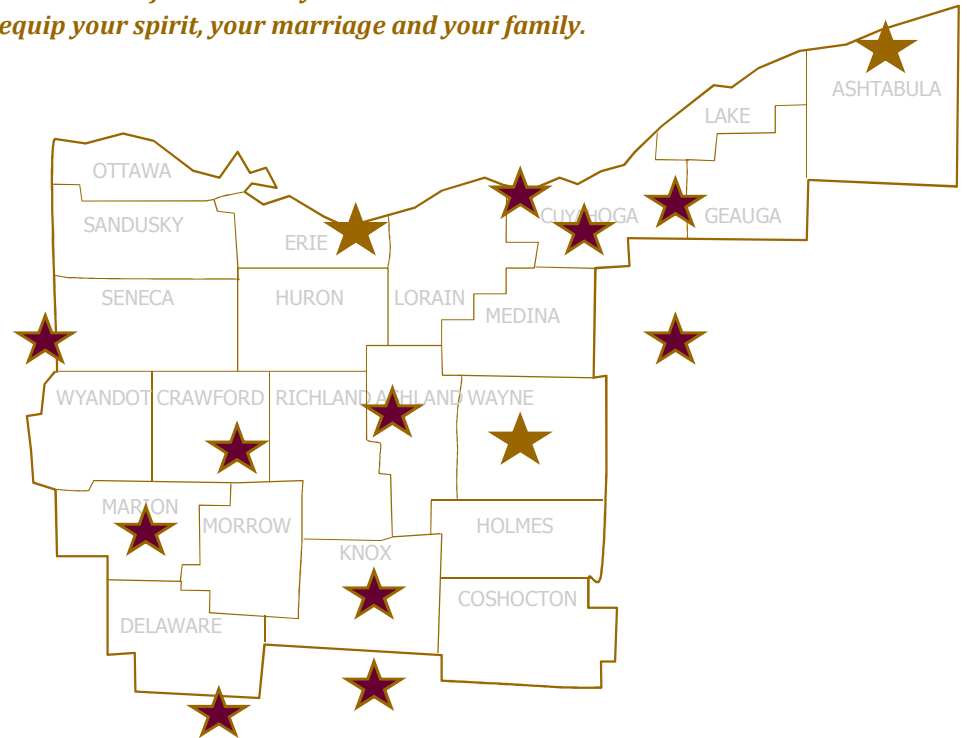 equip your spirit, your marriage and your family.
ASHTABULA
LAKE
OTTAWA
CUYAHOGA
GEAUGA
SANDUSKY
ERIE
SENECA
HURON
LORAIN
MEDINA
WYANDOT
CRAWFORD
RICHLAND
ASHLAND
WAYNE
MARION
MORROW
HOLMES
KNOX
COSHOCTON
DELAWARE